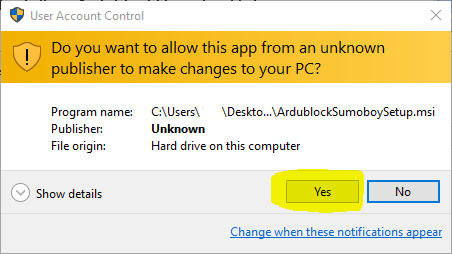 User Account Control
Do you want to allow this app from an unknown
publisher to make changes to your PC?
Program name: C:\Users\ \Deskto...\ArdublockSumoboySetup.msi
Publisher: Unknown
File origin: Hard drive on this computer
Show details
Yes No
Change when these notifications appear